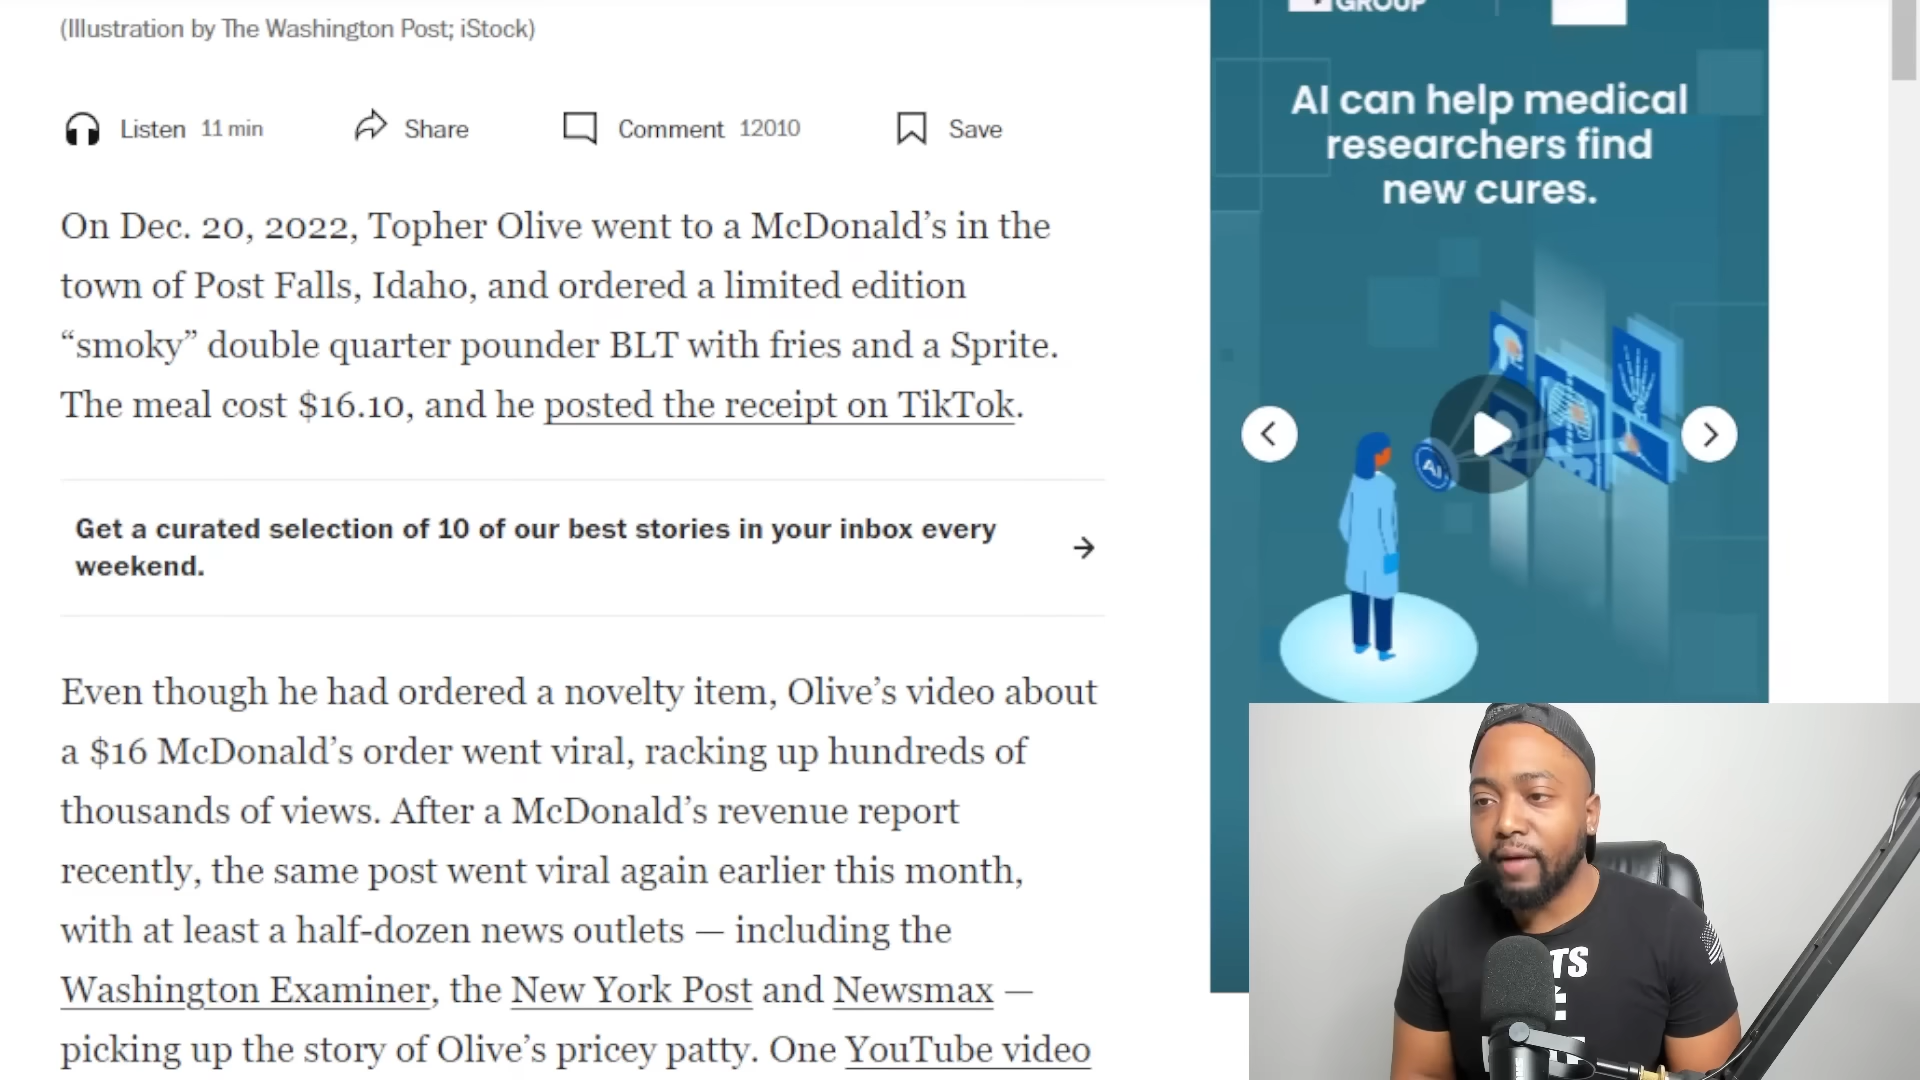 (Illustration by The Washington Post; iStock)
GROUP
AI can help medical
researchers find
new cures.
Listen 11 min Share Comment 12010 Save
On Dec. 20, 2022, Topher Olive went to a McDonald’s in the
town of Post Falls, Idaho, and ordered a limited edition
“smoky” double quarter pounder BLT with fries and a Sprite.
The meal cost $16.10, and he posted the receipt on TikTok.
AI
Get a curated selection of 10 of our best stories in your inbox every
weekend.
Even though he had ordered a novelty item, Olive’s video about
a $16 McDonald’s order went viral, racking up hundreds of
thousands of views. After a McDonald’s revenue report
recently, the same post went viral again earlier this month,
with at least a half-dozen news outlets — including the
Washington Examiner, the New York Post and Newsmax —
picking up the story of Olive’s pricey patty. One YouTube video